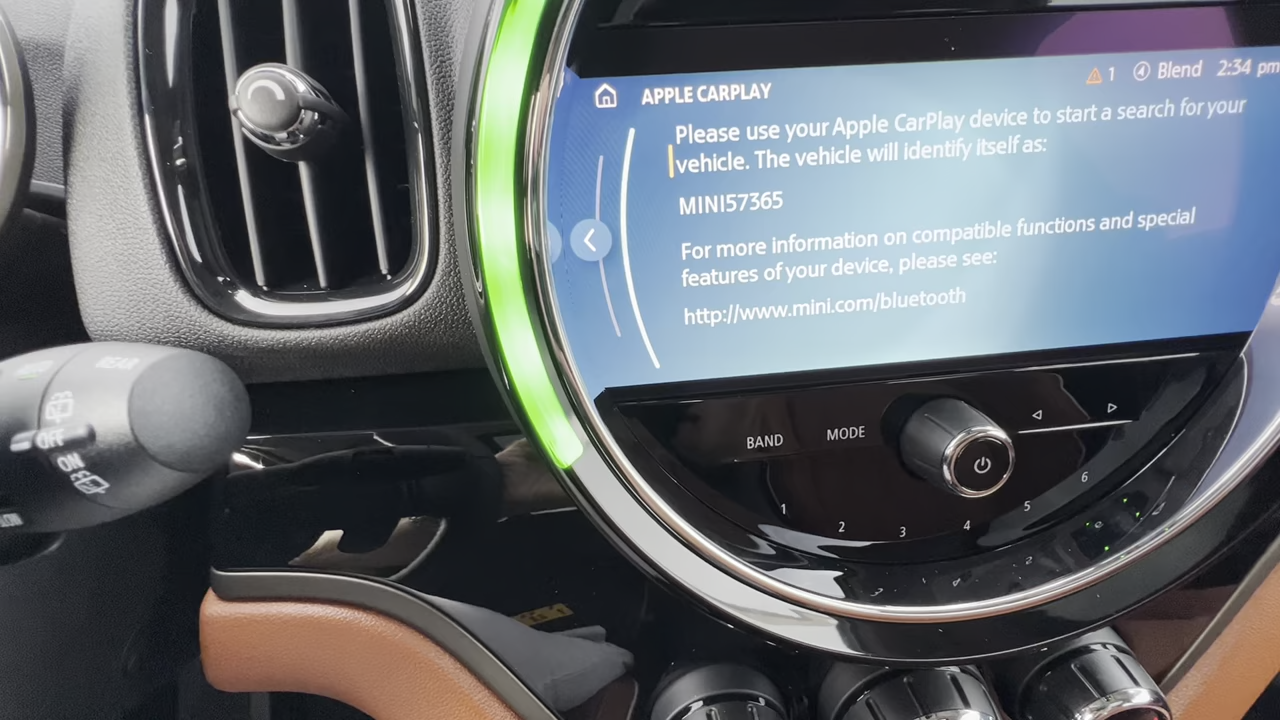 APPLE CARPLAY
1 4 Blend 2:34 pm
Please use your Apple CarPlay device to start a search for your
vehicle. The vehicle will identify itself as:
MINI57365
For more information on compatible functions and special
features of your device, please see:
http://www.mini.com/bluetooth
BAND MODE
1 2 3 4 5 6
REAR
OFF
ON